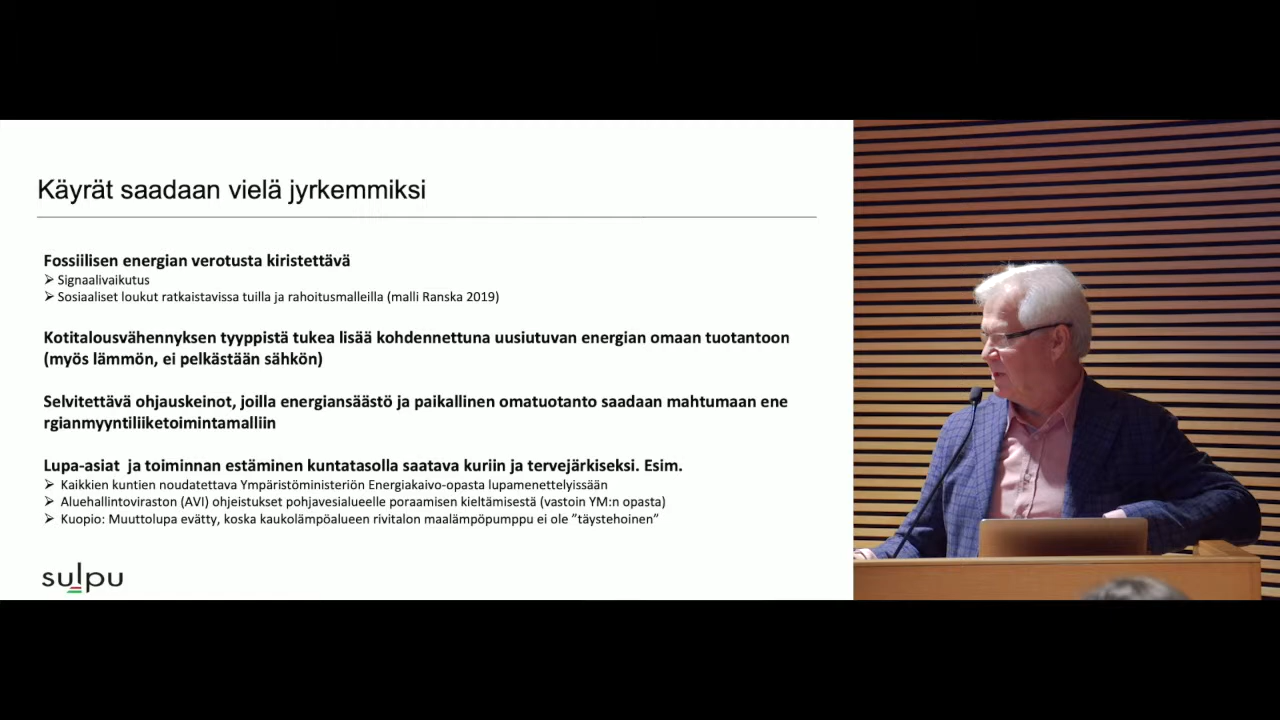 Käyrät saadaan vielä jyrkemmiksi
Fossiilisen energian verotusta kiristettävä
➢ Signaalivaikutus
➢ Sosiaaliset loukut ratkaistavissa tuilla ja rahoitusmalleilla (malli Ranska 2019)
Kotitalousvähennyksen tyyppistä tukea lisää kohdennettuna uusiutuvan energian omaan tuotantoon
(myös lämmön, ei pelkästään sähkön)
Selvitettävä ohjauskeinot, joilla energiansäästö ja paikallinen omatuotanto saadaan mahtumaan ene
rgianmyyntiliiketoimintamalliin
Lupa-asiat ja toiminnan estäminen kuntatasolla saatava kuriin ja tervejärkiseksi. Esim.
➢ Kaikkien kuntien noudatettava Ympäristöministeriön Energiakaivo-opasta lupamenettelyissään
➢ Aluehallintoviraston (AVI) ohjeistukset pohjavesialueelle poraamisen kieltämisestä (vastoin YM:n opasta)
➢ Kuopio: Muuttolupa evätty, koska kaukolämpöalueen rivitalon maalämpöpumppu ei ole ”täystehoinen”
sulpu